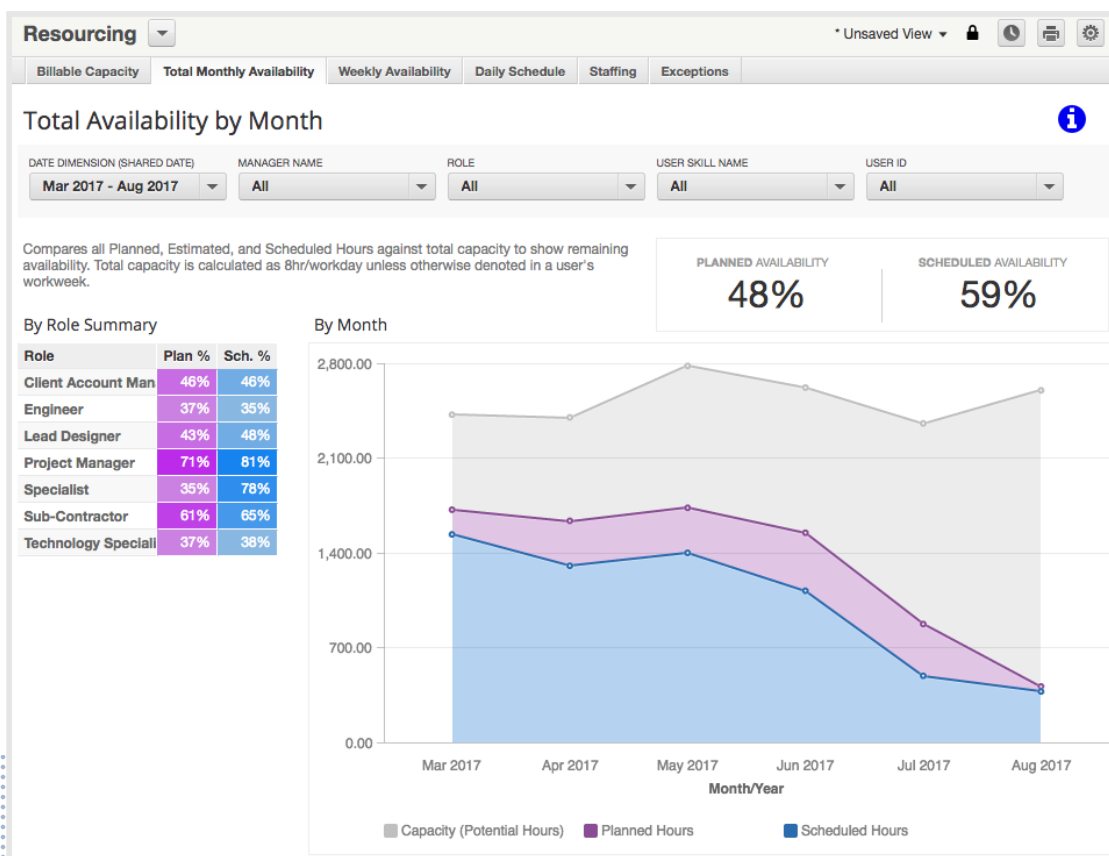 Resourcing
* Unsaved View
Billable Capacity Total Monthly Availability Weekly Availability Daily Schedule Staffing Exceptions
Total Availability by Month
DATE DIMENSION (SHARED DATE) MANAGER NAME ROLE USER SKILL NAME USER ID
Mar 2017 - Aug 2017 All All All All
Compares all Planned, Estimated, and Scheduled Hours against total capacity to show remaining
availability. Total capacity is calculated as 8hr/workday unless otherwise denoted in a user's
workweek.
PLANNED AVAILABILITY SCHEDULED AVAILABILITY
48% 59%
By Role Summary
Role Plan % Sch. %
Client Account Man 46% 46%
Engineer 37% 35%
Lead Designer 43% 48%
Project Manager 71% 81%
Specialist 35% 78%
Sub-Contractor 61% 65%
Technology Speciali 37% 38%
By Month
2,800.00
2,100.00
1,400.00
700.00
0.00
Mar 2017 Apr 2017 May 2017 Jun 2017 Jul 2017 Aug 2017
Month/Year
Capacity (Potential Hours) Planned Hours Scheduled Hours